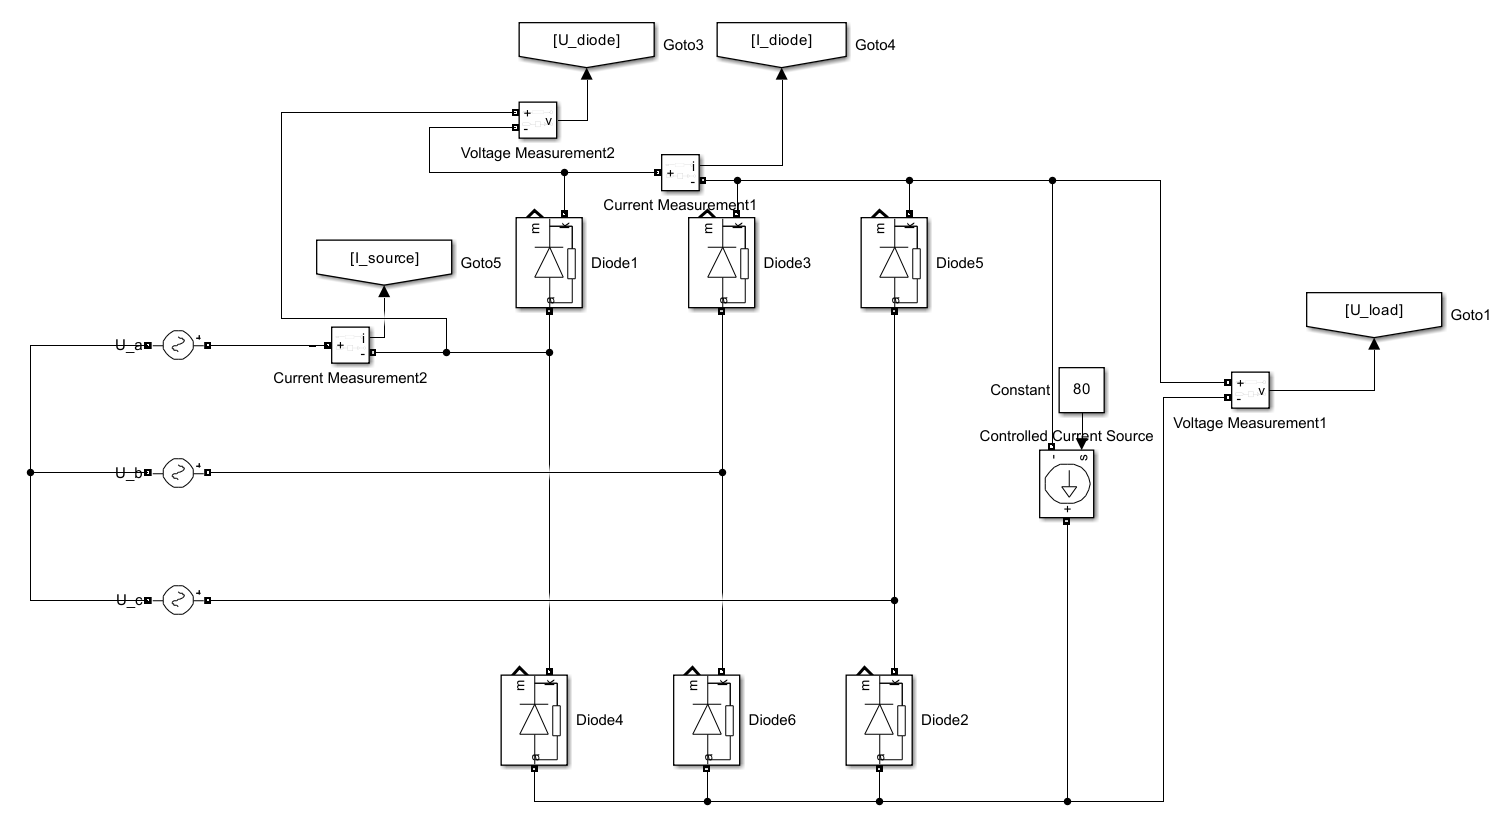 [U_diode]
Goto3
[I_diode]
Goto4
+
-
v
Voltage Measurement2
+
i
-
Current Measurement1
m
k
a
Diode1
m
k
a
Diode3
m
k
a
Diode5
[I_source]
Goto5
[U_load]
Goto1
U_a
+
+
i
-
Current Measurement2
Constant
80
+
-
v
Voltage Measurement1
Controlled Current Source
-
s
+
U_b
+
U_c
+
m
k
a
Diode4
m
k
a
Diode6
m
k
a
Diode2